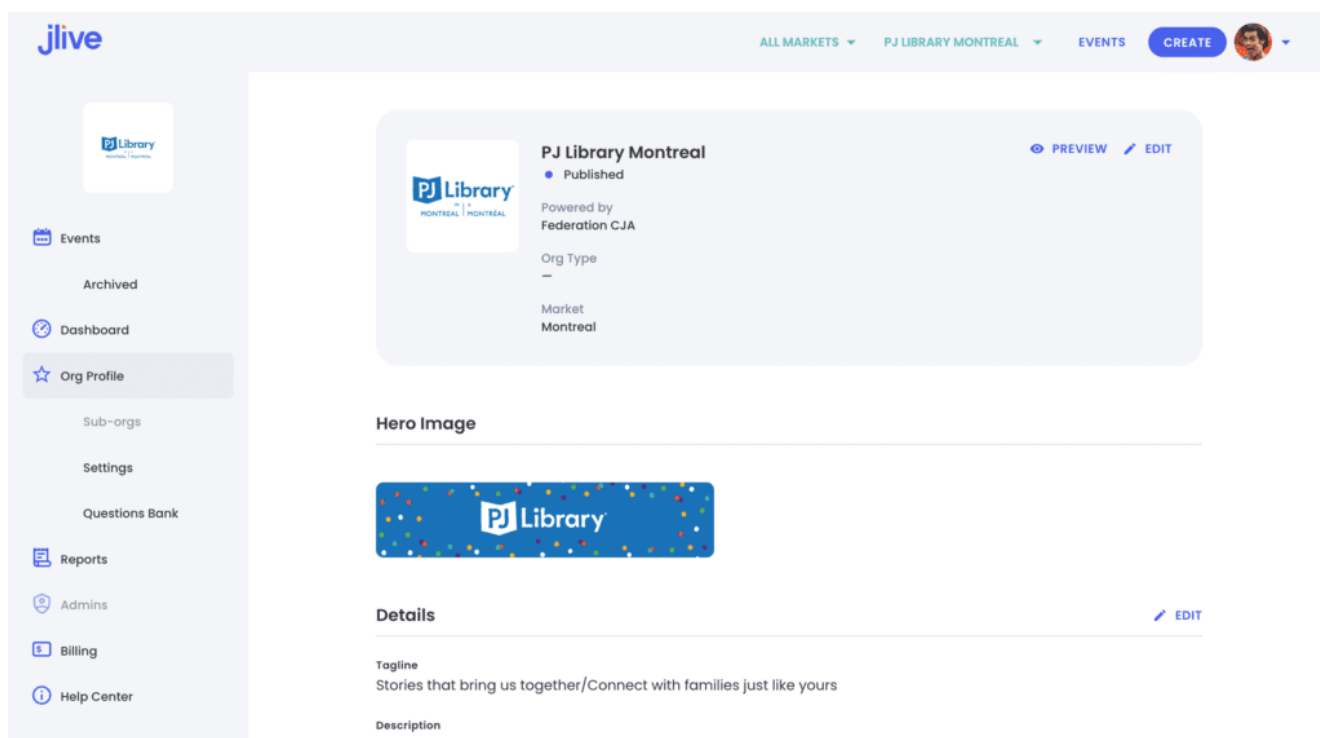 jlive
ALL MARKETS
PJ LIBRARY MONTREAL
EVENTS
CREATE
PJ Library
MONTREAL | MONTRÉAL
Events
Archived
Dashboard
Org Profile
Sub-orgs
Settings
Questions Bank
Reports
Admins
Billing
Help Center
PJ Library
IN | À
MONTREAL | MONTRÉAL
PJ Library Montreal
Published
Powered by
Federation CJA
Org Type
—
Market
Montreal
PREVIEW
EDIT
Hero Image
PJ Library
Details
EDIT
Tagline
Stories that bring us together/Connect with families just like yours
Description